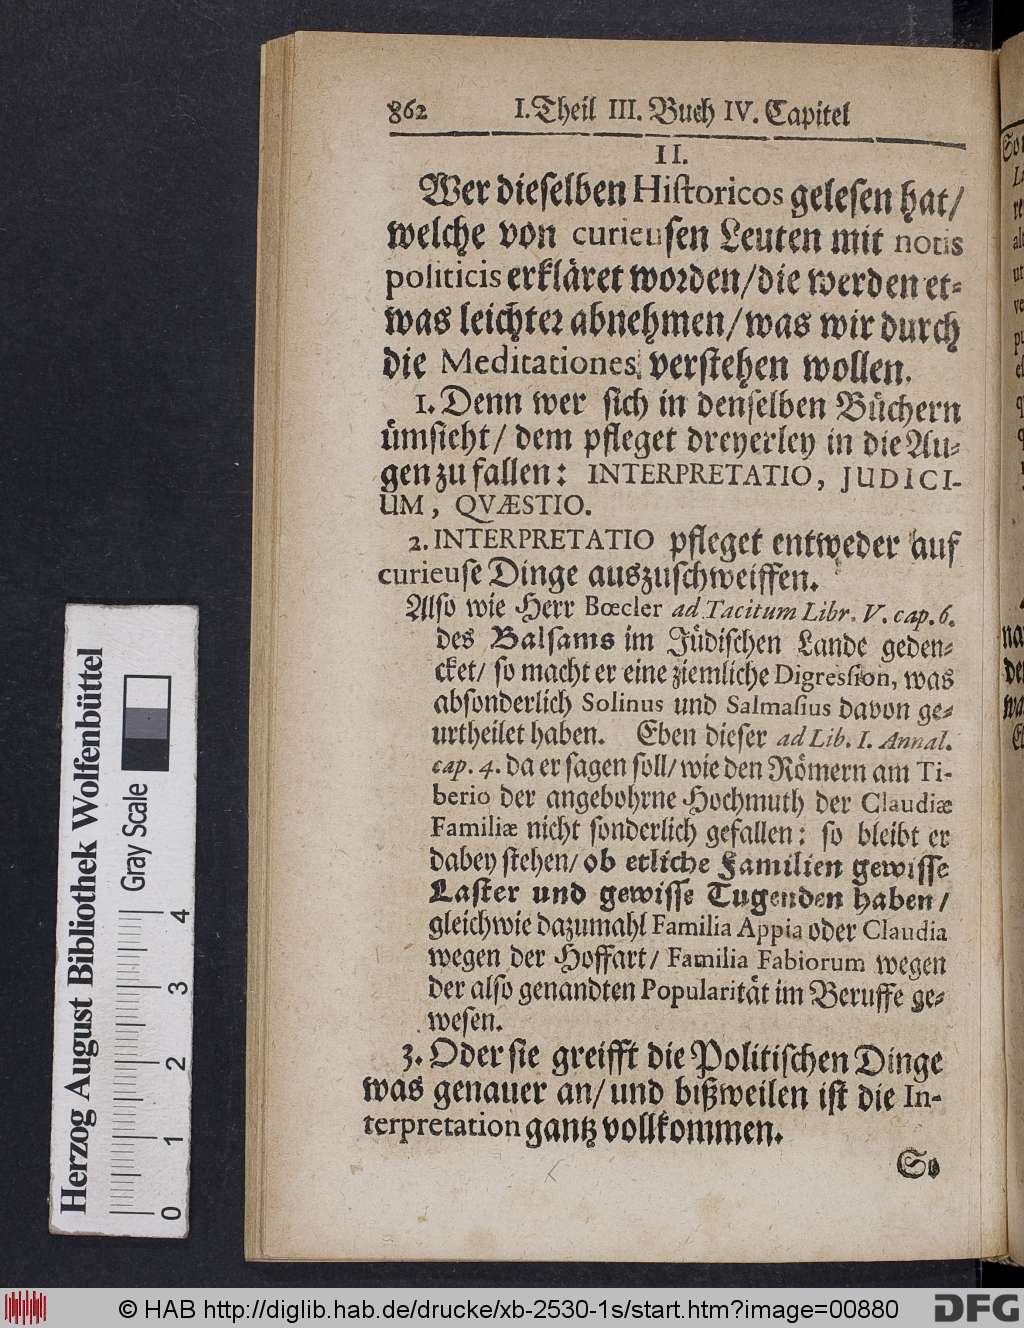 862 I. Theil III. Buch IV. Capitel
II.
Wer dieselben Historicos gelesen hat/
welche von curieusen Leuten mit notis
politicis erkläret worden/die werden et-
was leichter abnehmen/was wir durch
die Meditationes verstehen wollen.
1. Denn wer sich in denselben Büchern
ümsieht/ dem pfleget dreyerley in die Au-
gen zu fallen: INTERPRETATIO, JUDICI-
UM, QVÆSTIO.
2. INTERPRETATIO pfleget entweder auf
curieuse Dinge auszuschweiffen.
Also wie Herr Bœcler ad Tacitum Libr. V. cap. 6.
des Balsams im Jüdischen Lande geden-
cket/ so macht er eine ziemliche Digression, was
absonderlich Solinus und Salmasius davon ge-
urtheilet haben. Eben dieser ad Lib. I. Annal.
cap. 4. da er sagen soll/ wie den Römern am Ti-
berio der angebohrne Hochmuth der Claudiæ
Familiæ nicht sonderlich gefallen: so bleibt er
dabey stehen/ ob etliche Familien gewisse
Laster und gewisse Tugenden haben/
gleichwie dazumahl Familia Appia oder Claudia
wegen der Hoffart/ Familia Fabiorum wegen
der also genandten Popularität im Beruffe ge-
wesen.
3. Oder sie greifft die Politischen Dinge
was genauer an/ und bißweilen ist die In-
terpretation gantz vollkommen.
So
Herzog August Bibliothek Wolfenbüttel
Gray Scale
0 1 2 3 4
© HAB http://diglib.hab.de/drucke/xb-2530-1s/start.htm?image=00880
DFG